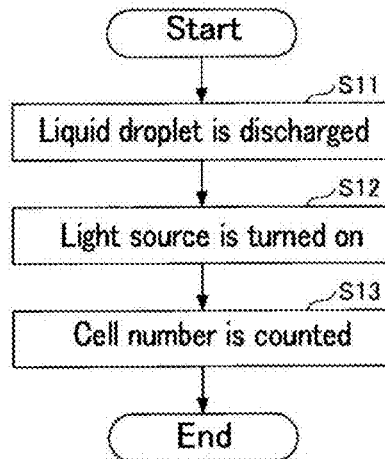 Start
S11
Liquid droplet is discharged
S12
Light source is turned on
S13
Cell number is counted
End